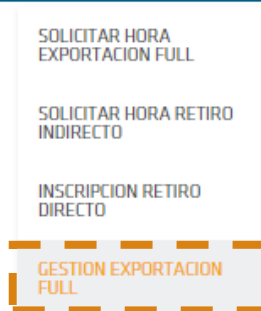 SOLICITAR HORA
EXPORTACION FULL
SOLICITAR HORA RETIRO
INDIRECTO
INSCRIPCION RETIRO
DIRECTO
GESTION EXPORTACION
FULL